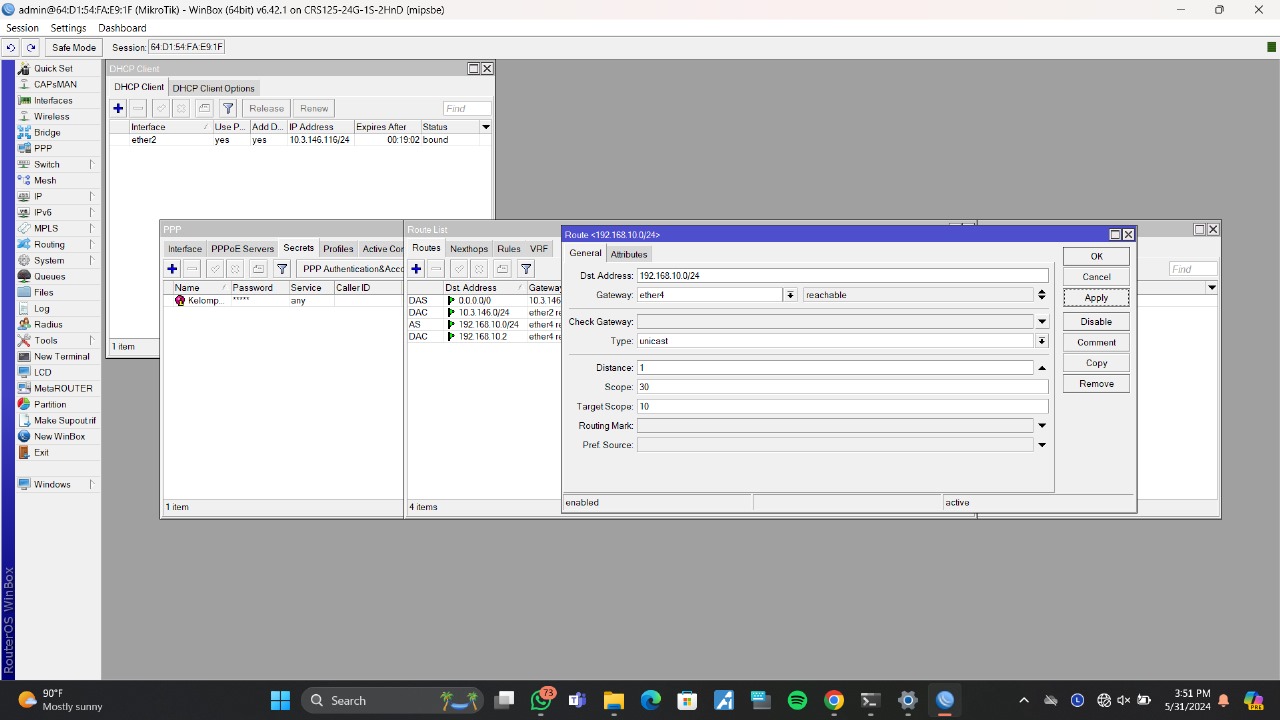 admin@64:D1:54:FA:E9:1F (MikroTik) - WinBox (64bit) v6.42.1 on CRS125-24G-1S-2HnD (mipsbe)
Session Settings Dashboard
Safe Mode Session: 64:D1:54:FA:E9:1F
Quick Set
CAPsMAN
Interfaces
Wireless
Bridge
PPP
Switch
Mesh
IP
IPv6
MPLS
Routing
System
Queues
Files
Log
Radius
Tools
New Terminal
LCD
MetaROUTER
Partition
Make Supout.rif
New WinBox
Exit
Windows
RouterOS WinBox
DHCP Client
DHCP Client DHCP Client Options
Release Renew Find
Interface Use P... Add D... IP Address Expires After Status
ether2 yes yes 10.3.146.116/24 00:19:02 bound
1 item
PPP
Interface PPPoE Servers Secrets Profiles Active Con
PPP Authentication&Acco
Name Password Service Caller ID
Kelomp... ***** any
1 item
Route List
Routes Nexthops Rules VRF
Dst. Address Gateway
DAS 0.0.0.0/0 10.3.146
DAC 10.3.146.0/24 ether2 re
AS 192.168.10.0/24 ether4 re
DAC 192.168.10.2 ether4 re
4 items
Find
Route <192.168.10.0/24>
General Attributes
Dst. Address: 192.168.10.0/24
Gateway: ether4 reachable
Check Gateway:
Type: unicast
Distance: 1
Scope: 30
Target Scope: 10
Routing Mark:
Pref. Source:
OK
Cancel
Apply
Disable
Comment
Copy
Remove
enabled active
90°F
Mostly sunny
Search
73
3:51 PM
5/31/2024
PRE